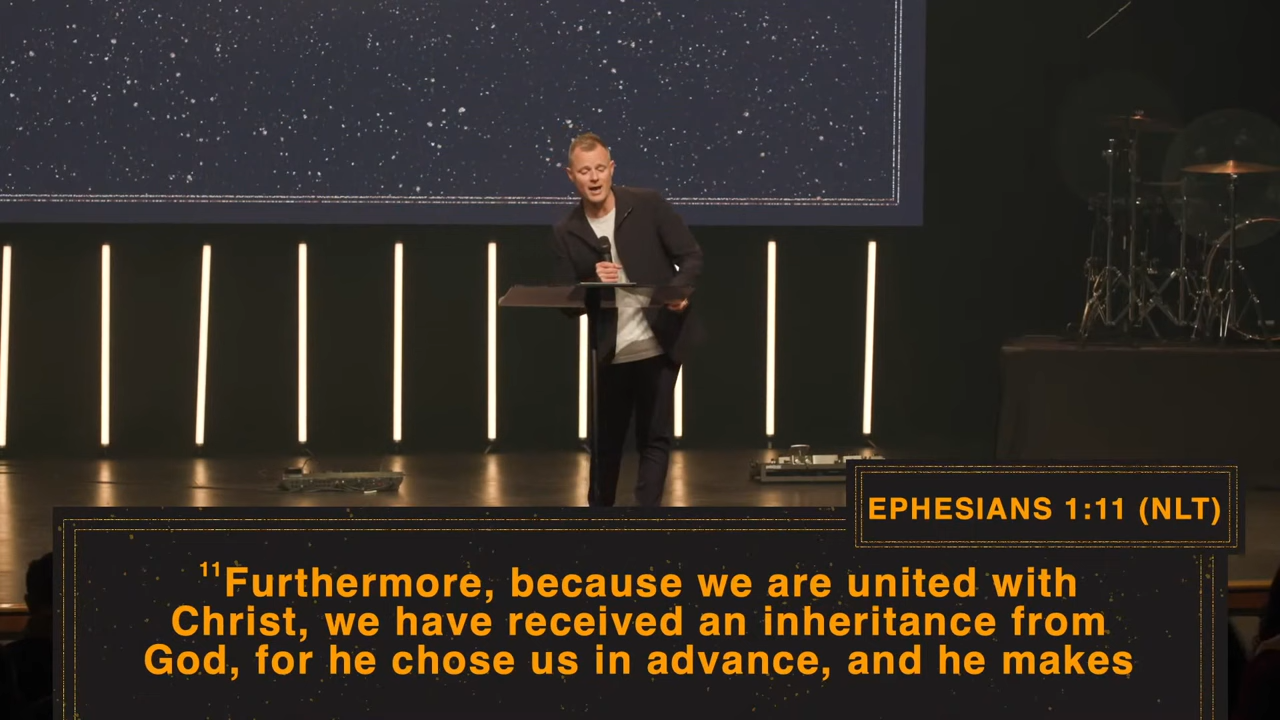 EPHESIANS 1:11 (NLT)
¹¹Furthermore, because we are united with
Christ, we have received an inheritance from
God, for he chose us in advance, and he makes